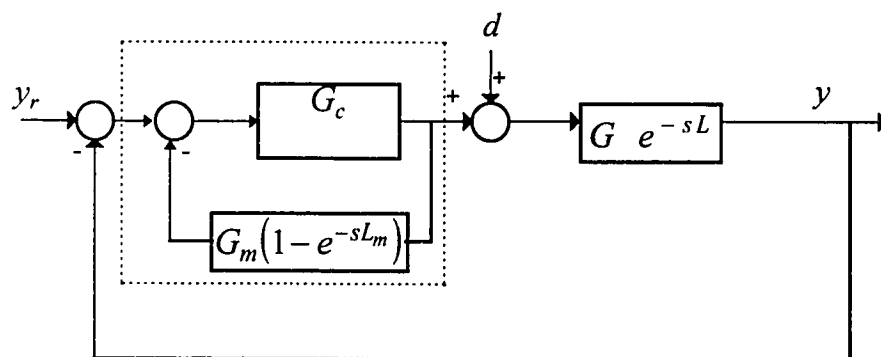 d
+
y_r
G_c
+
y
G e^{-sL}
-
-
G_m(1-e^{-sL_m})